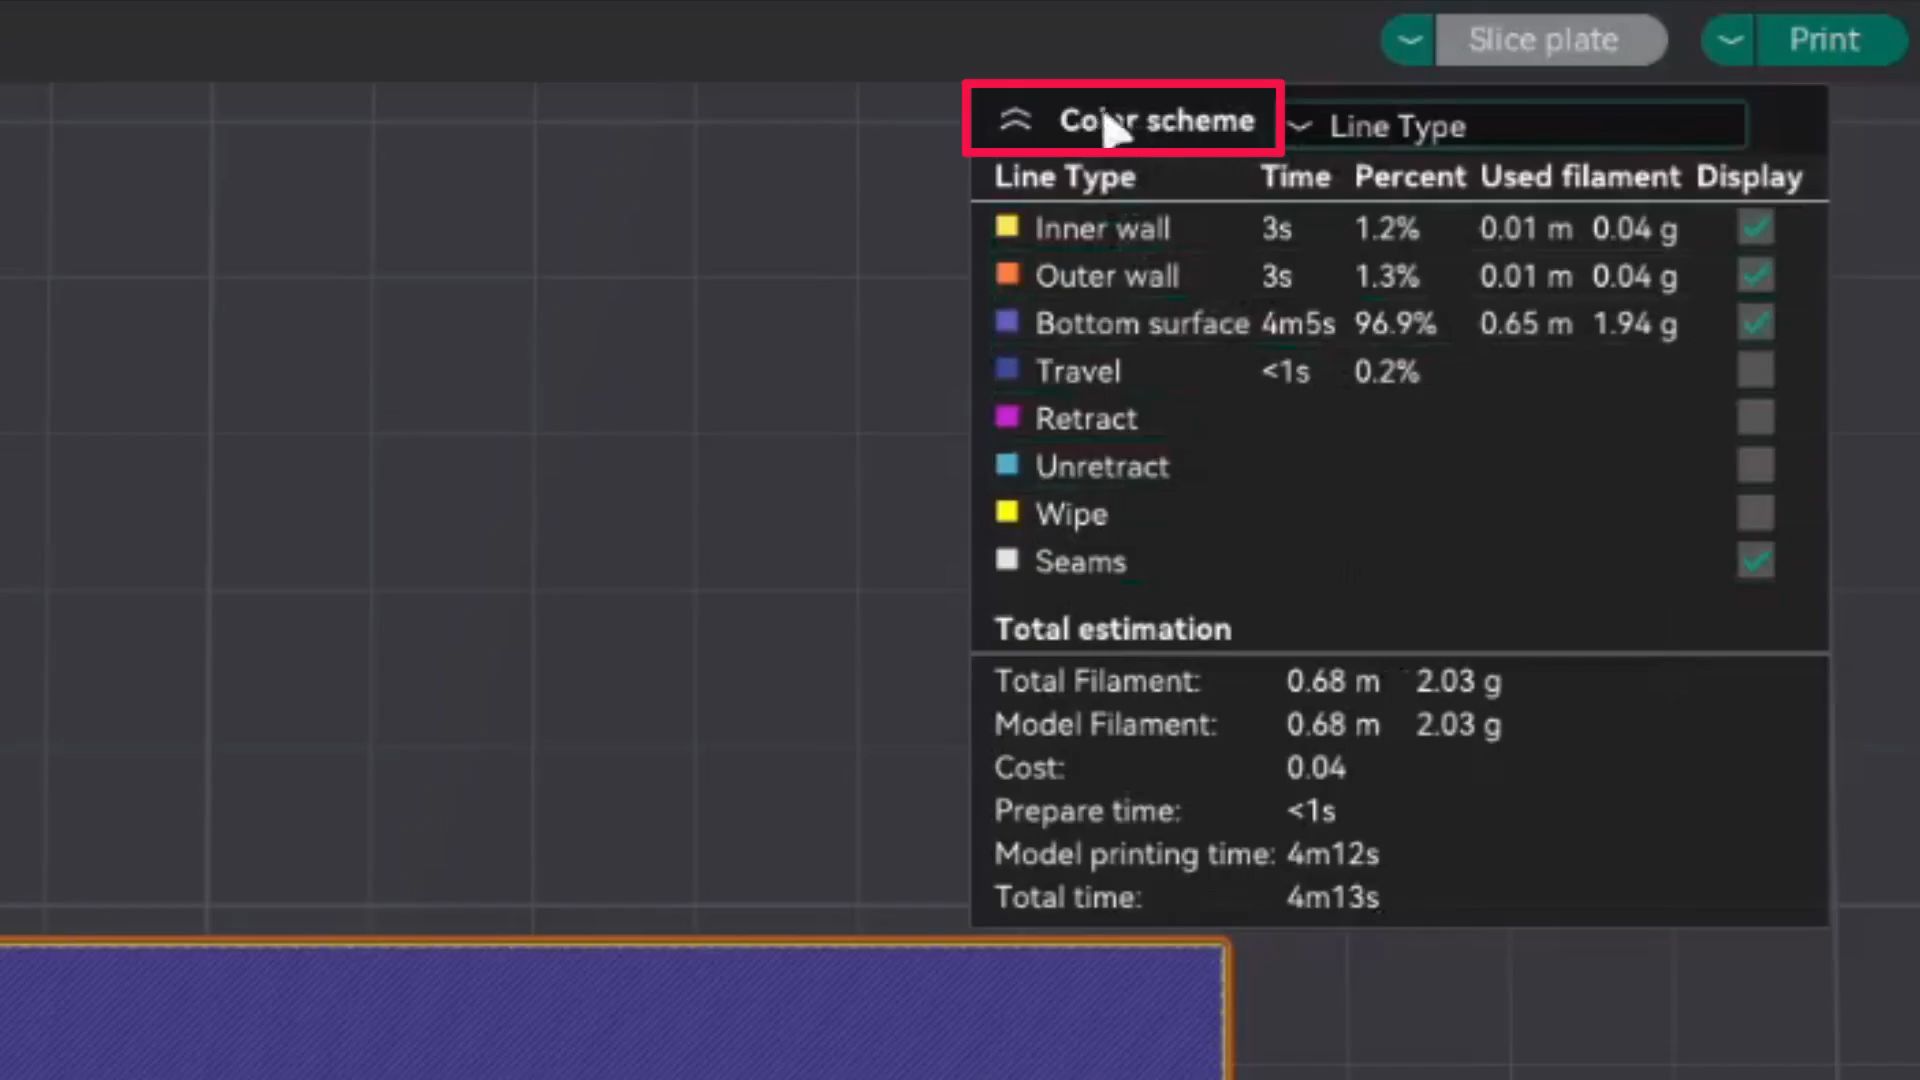 Slice plate Print
Color scheme Line Type
Line Type Time Percent Used filament Display
Inner wall 3s 1.2% 0.01 m 0.04 g
Outer wall 3s 1.3% 0.01 m 0.04 g
Bottom surface 4m5s 96.9% 0.65 m 1.94 g
Travel <1s 0.2%
Retract
Unretract
Wipe
Seams
Total estimation
Total Filament: 0.68 m 2.03 g
Model Filament: 0.68 m 2.03 g
Cost: 0.04
Prepare time: <1s
Model printing time: 4m12s
Total time: 4m13s